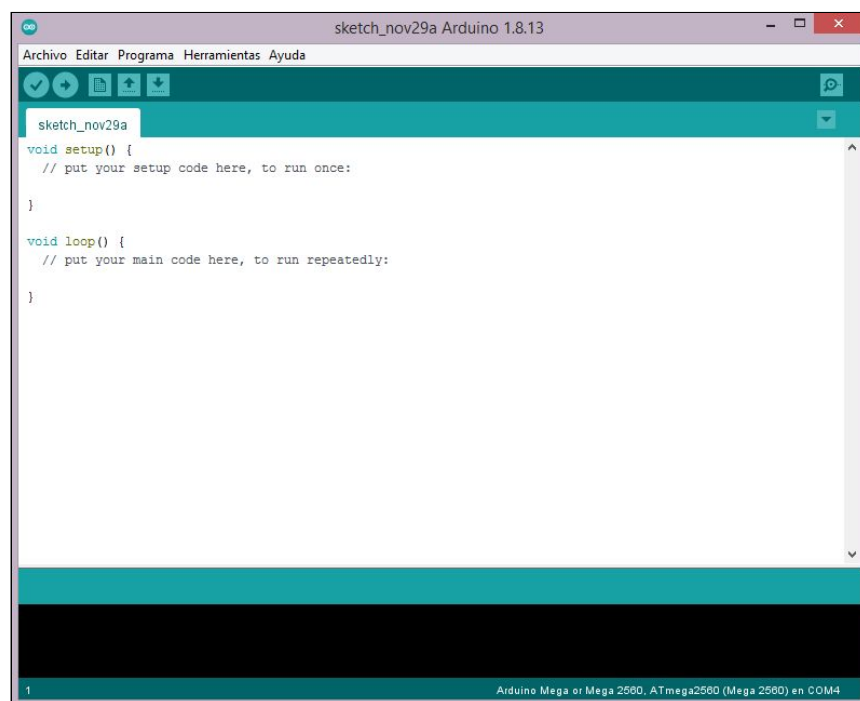 sketch_nov29a Arduino 1.8.13
Archivo Editar Programa Herramientas Ayuda
sketch_nov29a
void setup() {
  // put your setup code here, to run once:
}
void loop() {
  // put your main code here, to run repeatedly:
}
1 Arduino Mega or Mega 2560, ATmega2560 (Mega 2560) en COM4